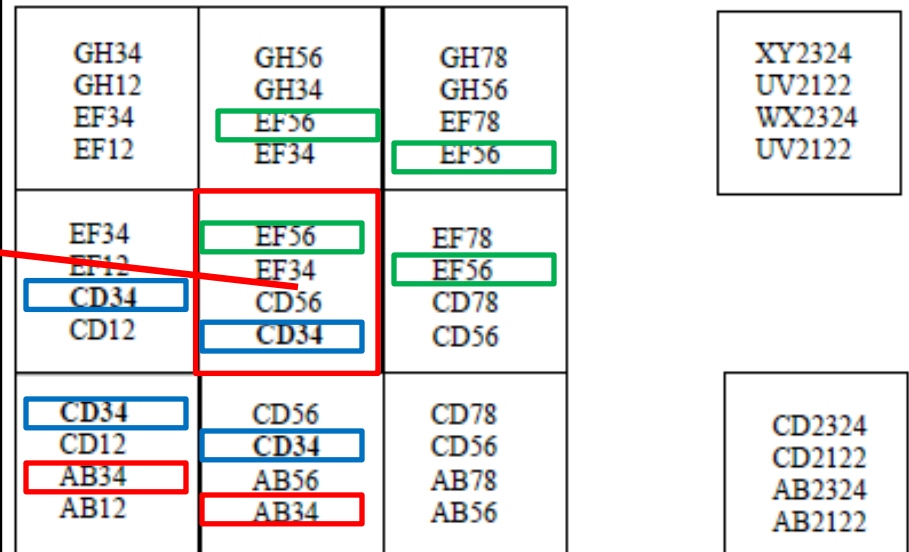 GH34
GH12
EF34
EF12
GH56
GH34
EF56
EF34
GH78
GH56
EF78
EF56
XY2324
UV2122
WX2324
UV2122
EF34
EF12
CD34
CD12
EF56
EF34
CD56
CD34
EF78
EF56
CD78
CD56
CD34
CD12
AB34
AB12
CD56
CD34
AB56
AB34
CD78
CD56
AB78
AB56
CD2324
CD2122
AB2324
AB2122